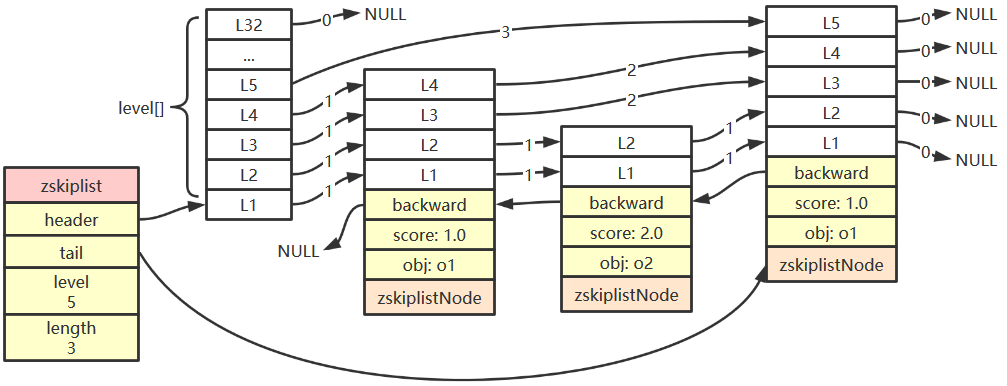 level[]
L32
...
L5
L4
L3
L2
L1
0
NULL
3
1
1
1
1
zskiplist
header
tail
level
5
length
3
NULL
L4
L3
L2
L1
backward
score: 1.0
obj: o1
zskiplistNode
2
2
1
1
L2
L1
backward
score: 2.0
obj: o2
zskiplistNode
1
1
L5
L4
L3
L2
L1
backward
score: 1.0
obj: o1
zskiplistNode
0
NULL
0
NULL
0
NULL
0
NULL
0
NULL